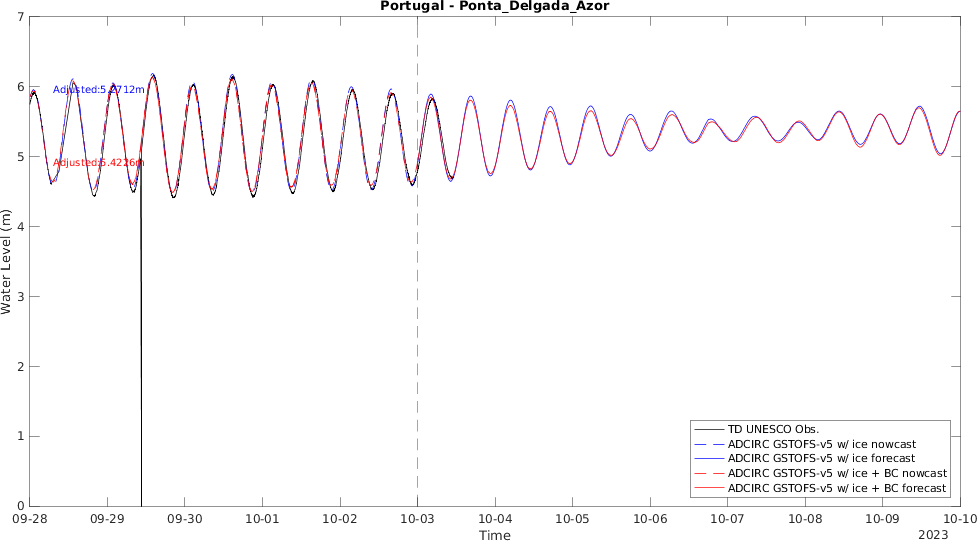 Portugal - Ponta_Delgada_Azor
7
6
5
4
3
2
1
0
Water Level (m)
Adjusted:5.2712m
Adjusted:5.4226m
TD UNESCO Obs.
ADCIRC GSTOFS-v5 w/ ice nowcast
ADCIRC GSTOFS-v5 w/ ice forecast
ADCIRC GSTOFS-v5 w/ ice + BC nowcast
ADCIRC GSTOFS-v5 w/ ice + BC forecast
09-28 09-29 09-30 10-01 10-02 10-03 10-04 10-05 10-06 10-07 10-08 10-09 10-10
Time
2023